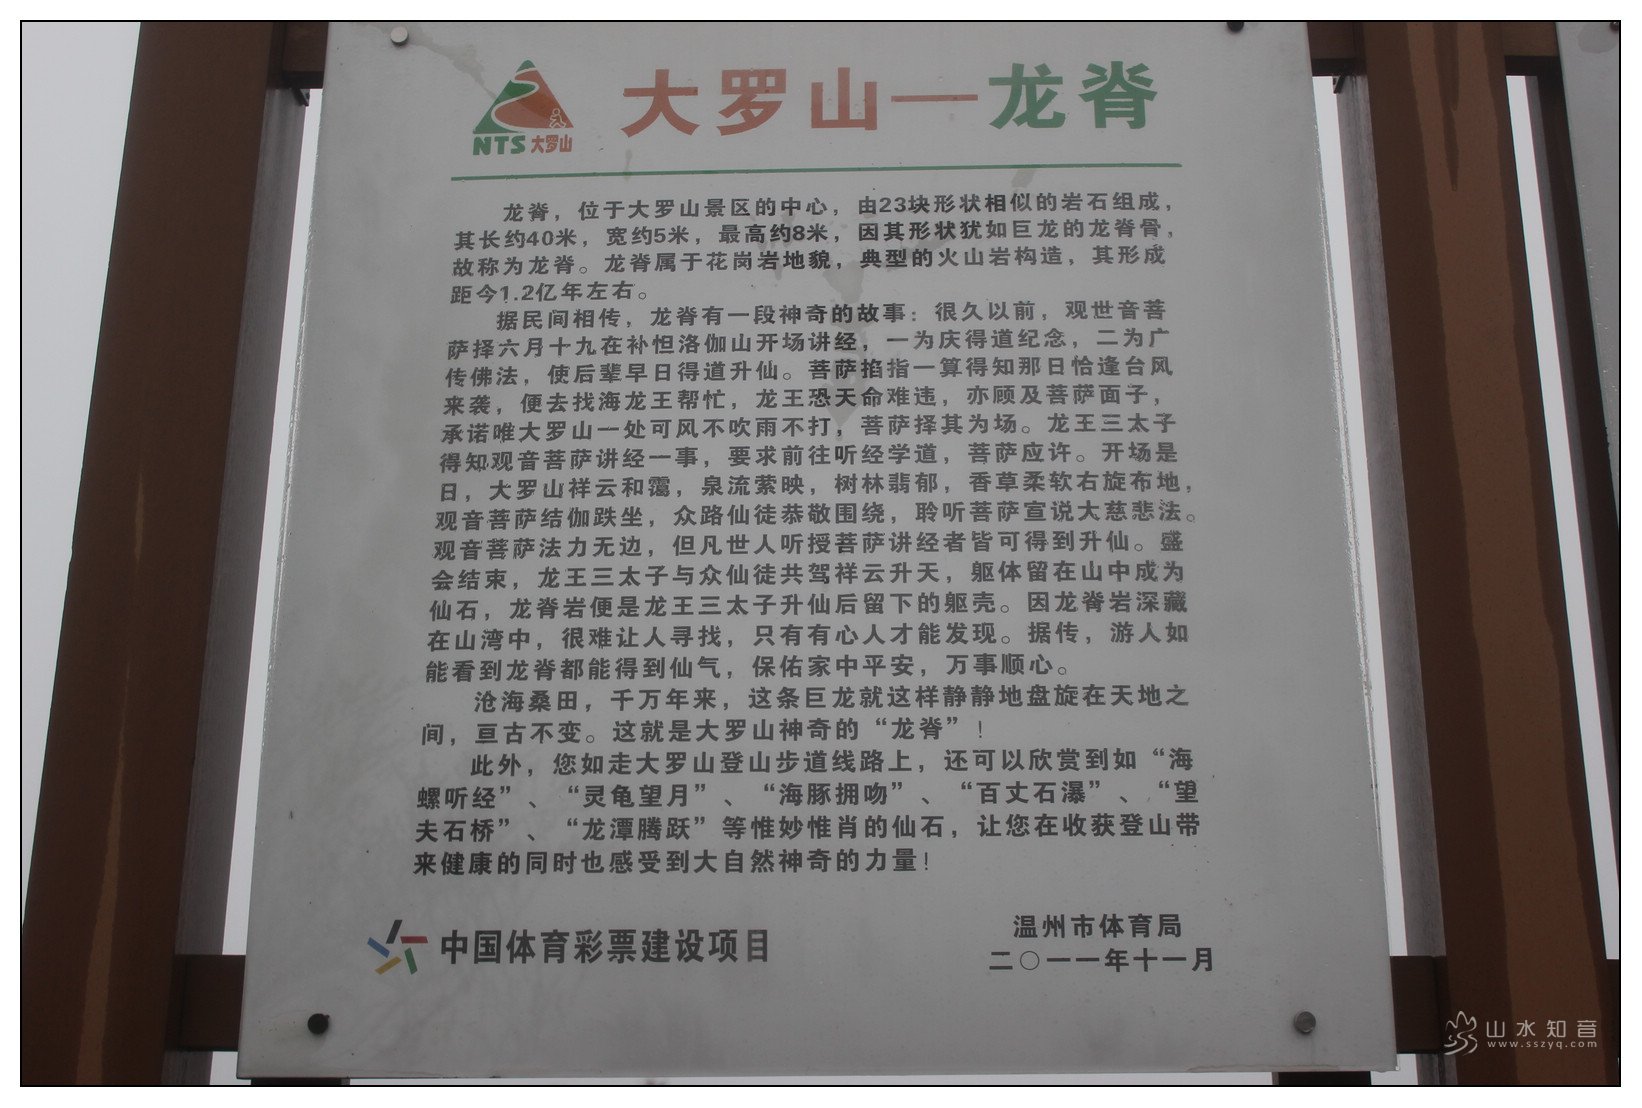 大罗山—龙脊
NTS 大罗山
龙脊，位于大罗山景区的中心，由23块形状相似的岩石组成，
其长约40米，宽约5米，最高约8米，因其形状犹如巨龙的龙脊骨，
故称为龙脊。龙脊属于花岗岩地貌，典型的火山岩构造，其形成
距今1.2亿年左右。
据民间相传，龙脊有一段神奇的故事：很久以前，观世音菩
萨择六月十九在补怛洛伽山开场讲经，一为庆得道纪念，二为广
传佛法，使后辈早日得道升仙。菩萨掐指一算得知那日恰逢台风
来袭，便去找海龙王帮忙，龙王恐天命难违，亦顾及菩萨面子，
承诺唯大罗山一处可风不吹雨不打，菩萨择其为场。龙王三太子
得知观音菩萨讲经一事，要求前往听经学道，菩萨应许。开场是
日，大罗山祥云和霭，泉流萦映，树林翡郁，香草柔软右旋布地，
观音菩萨结伽趺坐，众路仙徒恭敬围绕，聆听菩萨宣说大慈悲法。
观音菩萨法力无边，但凡世人听授菩萨讲经者皆可得到升仙。盛
会结束，龙王三太子与众仙徒共驾祥云升天，躯体留在山中成为
仙石，龙脊岩便是龙王三太子升仙后留下的躯壳。因龙脊岩深藏
在山湾中，很难让人寻找，只有有心人才能发现。据传，游人如
能看到龙脊都能得到仙气，保佑家中平安，万事顺心。
沧海桑田，千万年来，这条巨龙就这样静静地盘旋在天地之
间，亘古不变。这就是大罗山神奇的“龙脊”！
此外，您如走大罗山登山步道线路上，还可以欣赏到如“海
螺听经”、“灵龟望月”、“海豚拥吻”、“百丈石瀑”、“望
夫石桥”、“龙潭腾跃”等惟妙惟肖的仙石，让您在收获登山带
来健康的同时也感受到大自然神奇的力量！
中国体育彩票建设项目
温州市体育局
二〇一一年十一月
山水知音
www.sszyq.com